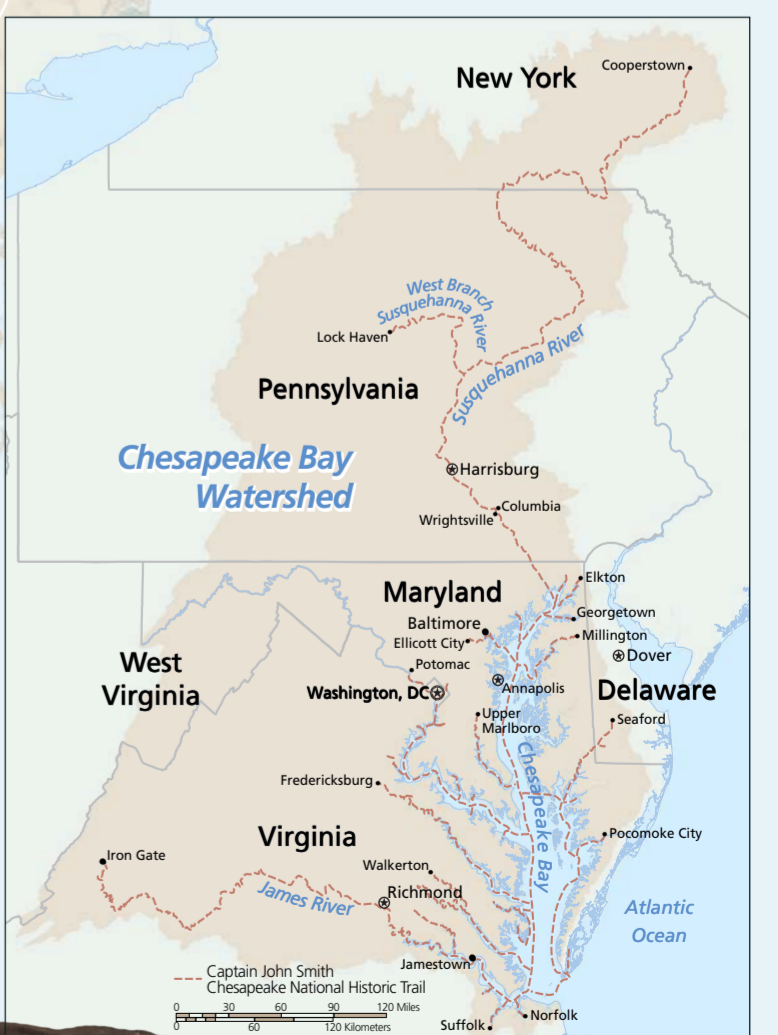 Cooperstown
New York
West Branch
Susquehanna
River
Lock Haven
Susquehanna River
Pennsylvania
Chesapeake Bay
Watershed
Harrisburg
Columbia
Wrightsville
Elkton
Maryland
Georgetown
Baltimore
Millington
Ellicott City
Dover
West
Virginia
Potomac
Washington, DC
Annapolis
Delaware
Upper
Marlboro
Seaford
Chesapeake Bay
Fredericksburg
Virginia
Pocomoke City
Iron Gate
Walkerton
James River
Richmond
Atlantic
Ocean
Jamestown
Captain John Smith
Chesapeake National Historic Trail
0 30 60 90 120 Miles
0 60 120 Kilometers
Norfolk
Suffolk